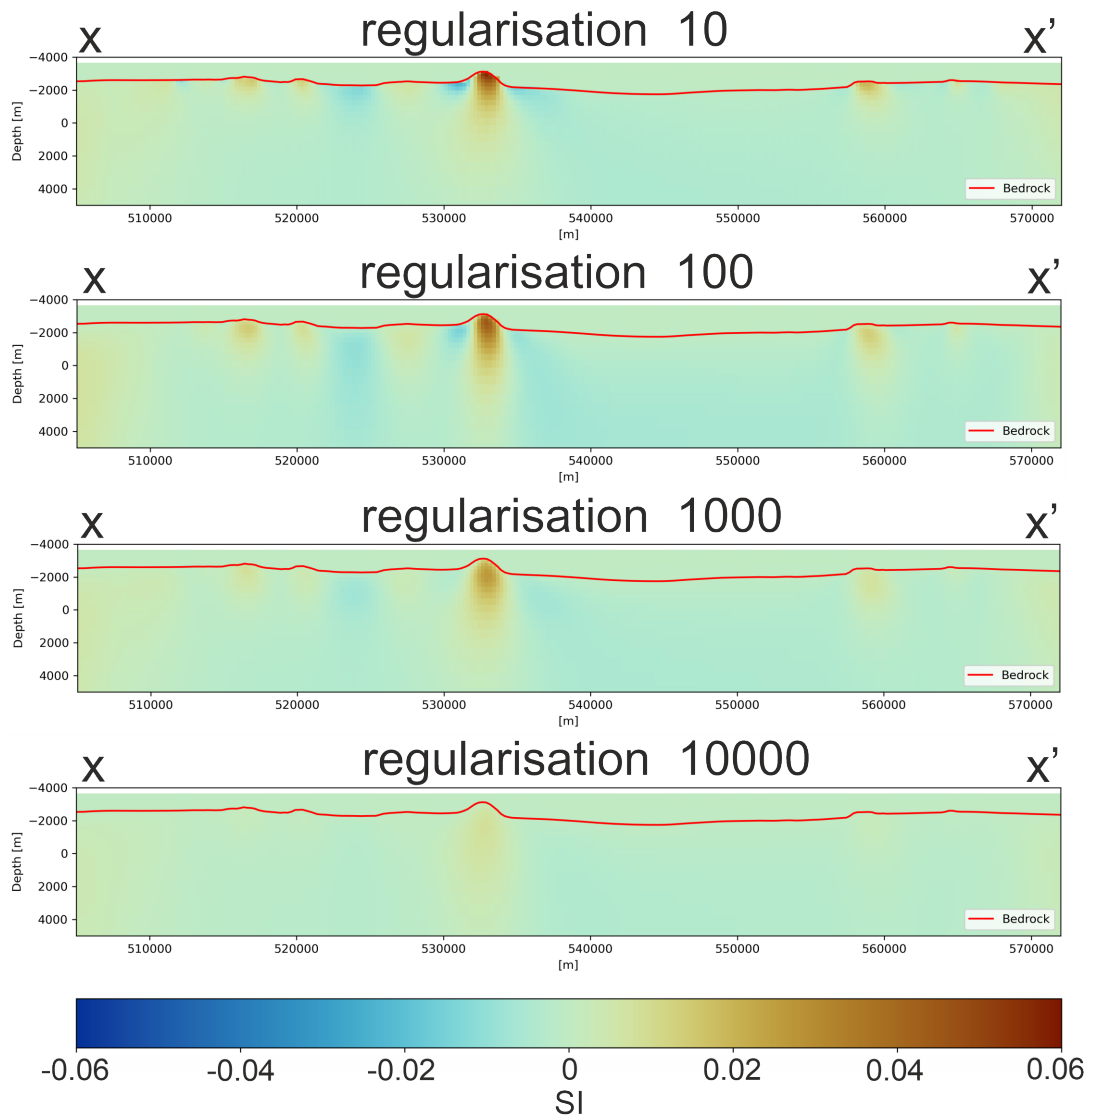 X regularisation 10 X'
−4000
−2000
0
2000
4000
Depth [m]
Bedrock
510000 520000 530000 540000 550000 560000 570000
[m]
X regularisation 100 X'
−4000
−2000
0
2000
4000
Depth [m]
Bedrock
510000 520000 530000 540000 550000 560000 570000
[m]
X regularisation 1000 X'
−4000
−2000
0
2000
4000
Depth [m]
Bedrock
510000 520000 530000 540000 550000 560000 570000
[m]
X regularisation 10000 X'
−4000
−2000
0
2000
4000
Depth [m]
Bedrock
510000 520000 530000 540000 550000 560000 570000
[m]
-0.06 -0.04 -0.02 0 0.02 0.04 0.06
SI